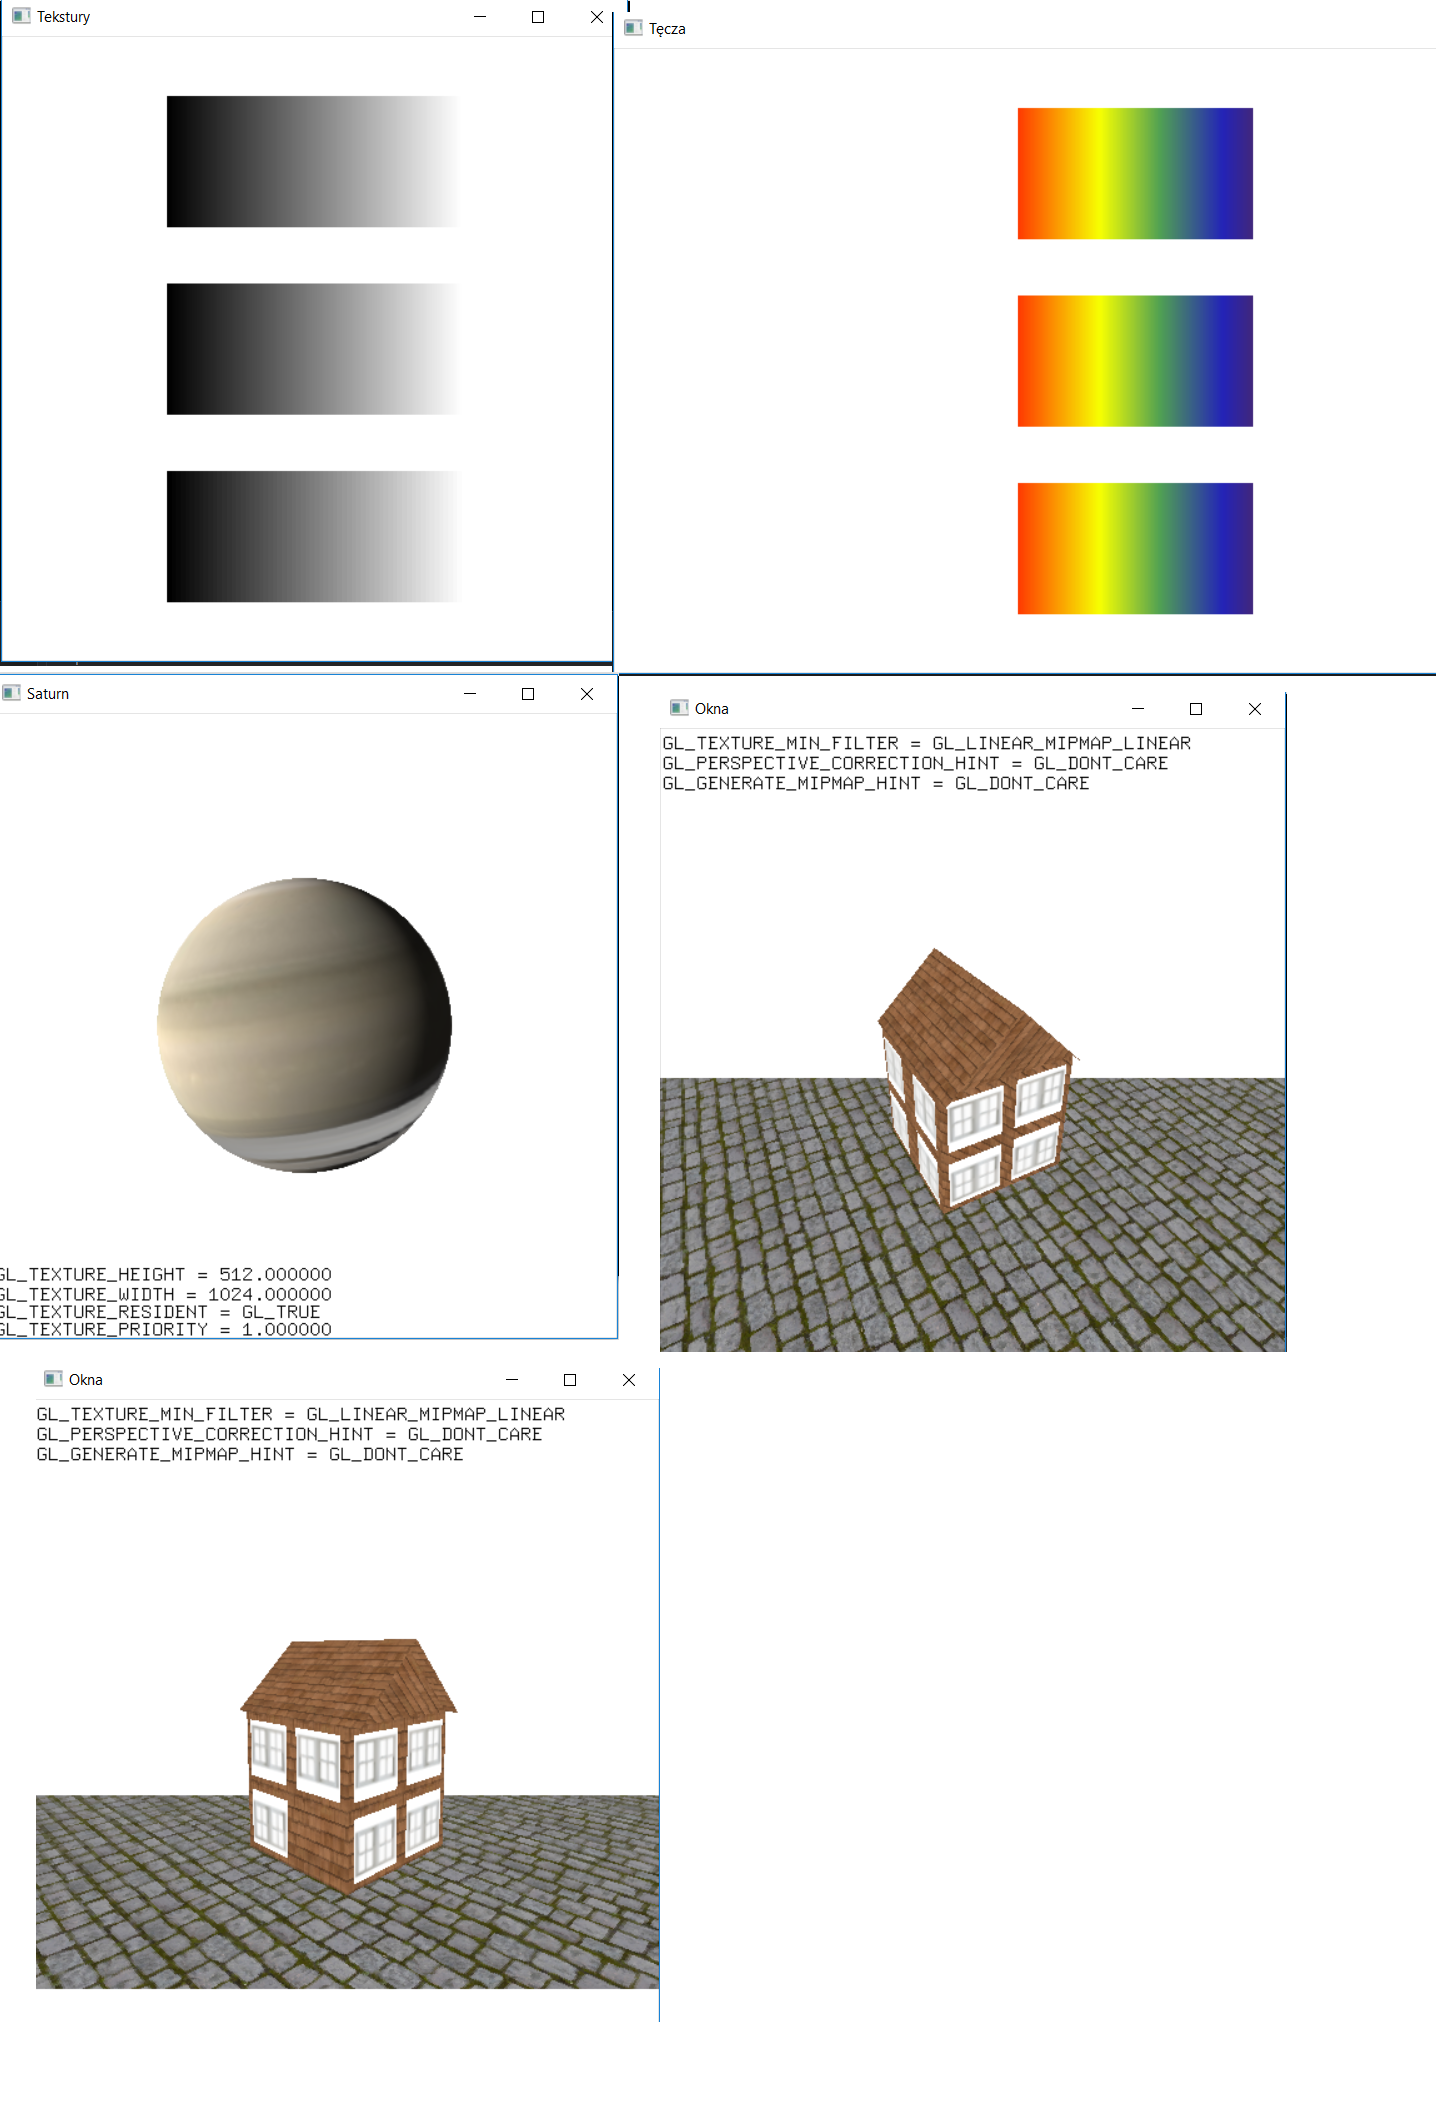 Tekstury
Tęcza
Saturn
GL_TEXTURE_HEIGHT = 512.000000
GL_TEXTURE_WIDTH = 1024.000000
GL_TEXTURE_RESIDENT = GL_TRUE
GL_TEXTURE_PRIORITY = 1.000000
Okna
GL_TEXTURE_MIN_FILTER = GL_LINEAR_MIPMAP_LINEAR
GL_PERSPECTIVE_CORRECTION_HINT = GL_DONT_CARE
GL_GENERATE_MIPMAP_HINT = GL_DONT_CARE
Okna
GL_TEXTURE_MIN_FILTER = GL_LINEAR_MIPMAP_LINEAR
GL_PERSPECTIVE_CORRECTION_HINT = GL_DONT_CARE
GL_GENERATE_MIPMAP_HINT = GL_DONT_CARE